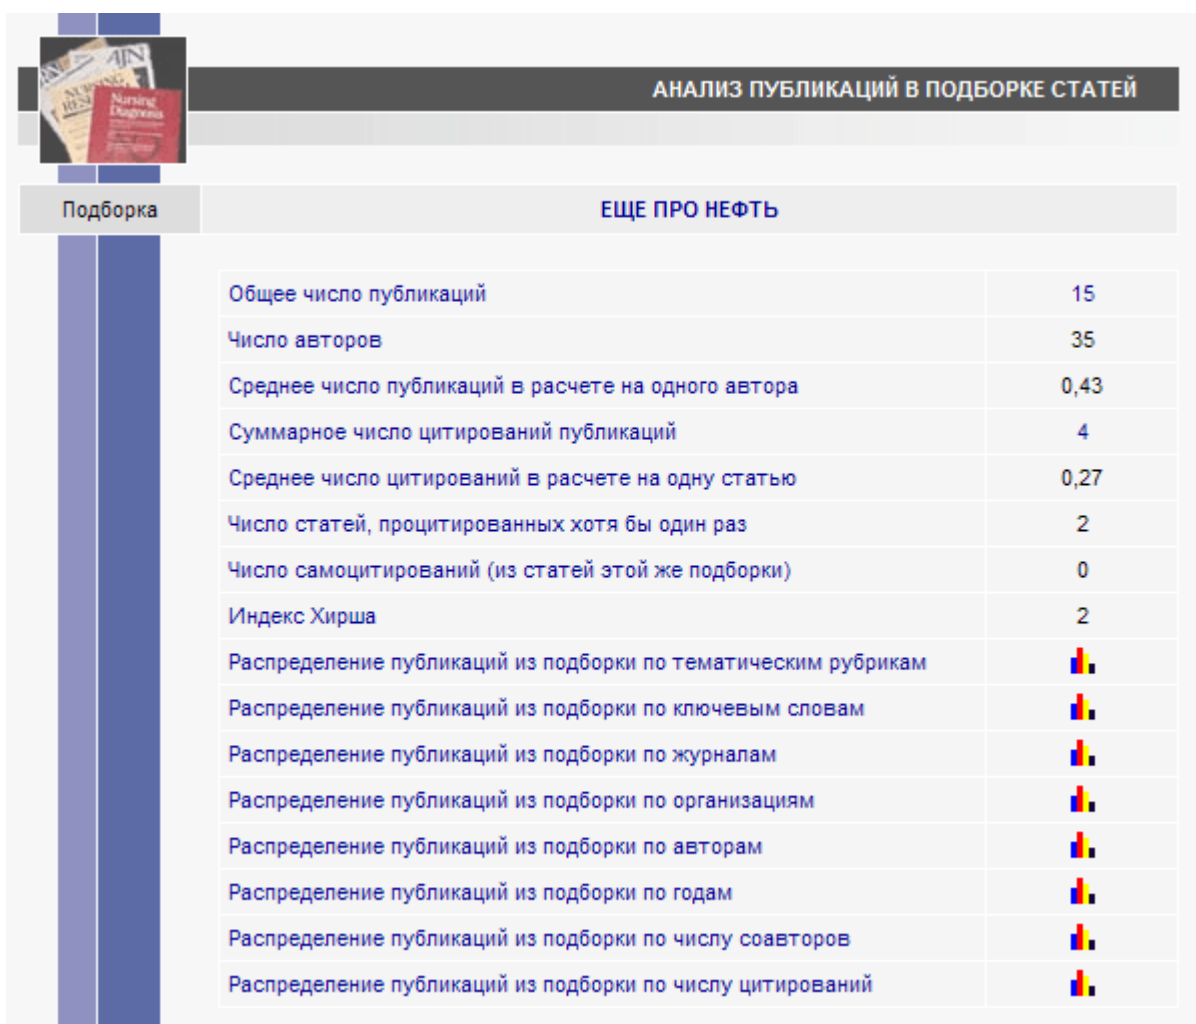 AJN
Nursing
Diagnosis
АНАЛИЗ ПУБЛИКАЦИЙ В ПОДБОРКЕ СТАТЕЙ
Подборка
ЕЩЕ ПРО НЕФТЬ
Общее число публикаций 15
Число авторов 35
Среднее число публикаций в расчете на одного автора 0,43
Суммарное число цитирований публикаций 4
Среднее число цитирований в расчете на одну статью 0,27
Число статей, процитированных хотя бы один раз 2
Число самоцитирований (из статей этой же подборки) 0
Индекс Хирша 2
Распределение публикаций из подборки по тематическим рубрикам
Распределение публикаций из подборки по ключевым словам
Распределение публикаций из подборки по журналам
Распределение публикаций из подборки по организациям
Распределение публикаций из подборки по авторам
Распределение публикаций из подборки по годам
Распределение публикаций из подборки по числу соавторов
Распределение публикаций из подборки по числу цитирований